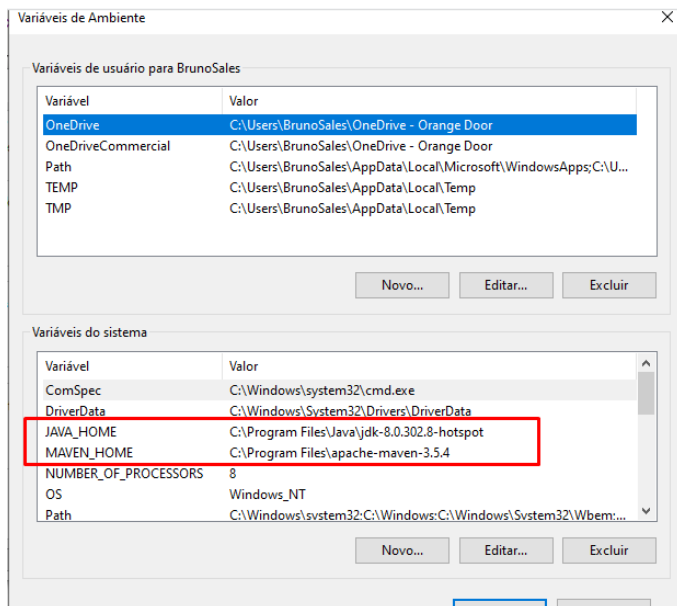 Variáveis de Ambiente
Variáveis de usuário para BrunoSales
Variável Valor
OneDrive C:\Users\BrunoSales\OneDrive - Orange Door
OneDriveCommercial C:\Users\BrunoSales\OneDrive - Orange Door
Path C:\Users\BrunoSales\AppData\Local\Microsoft\WindowsApps;C:\U...
TEMP C:\Users\BrunoSales\AppData\Local\Temp
TMP C:\Users\BrunoSales\AppData\Local\Temp
Novo... Editar... Excluir
Variáveis do sistema
Variável Valor
ComSpec C:\Windows\system32\cmd.exe
DriverData C:\Windows\System32\Drivers\DriverData
JAVA_HOME C:\Program Files\Java\jdk-8.0.302.8-hotspot
MAVEN_HOME C:\Program Files\apache-maven-3.5.4
NUMBER_OF_PROCESSORS 8
OS Windows_NT
Path C:\Windows\system32;C:\Windows;C:\Windows\System32\Wbem;...
Novo... Editar... Excluir